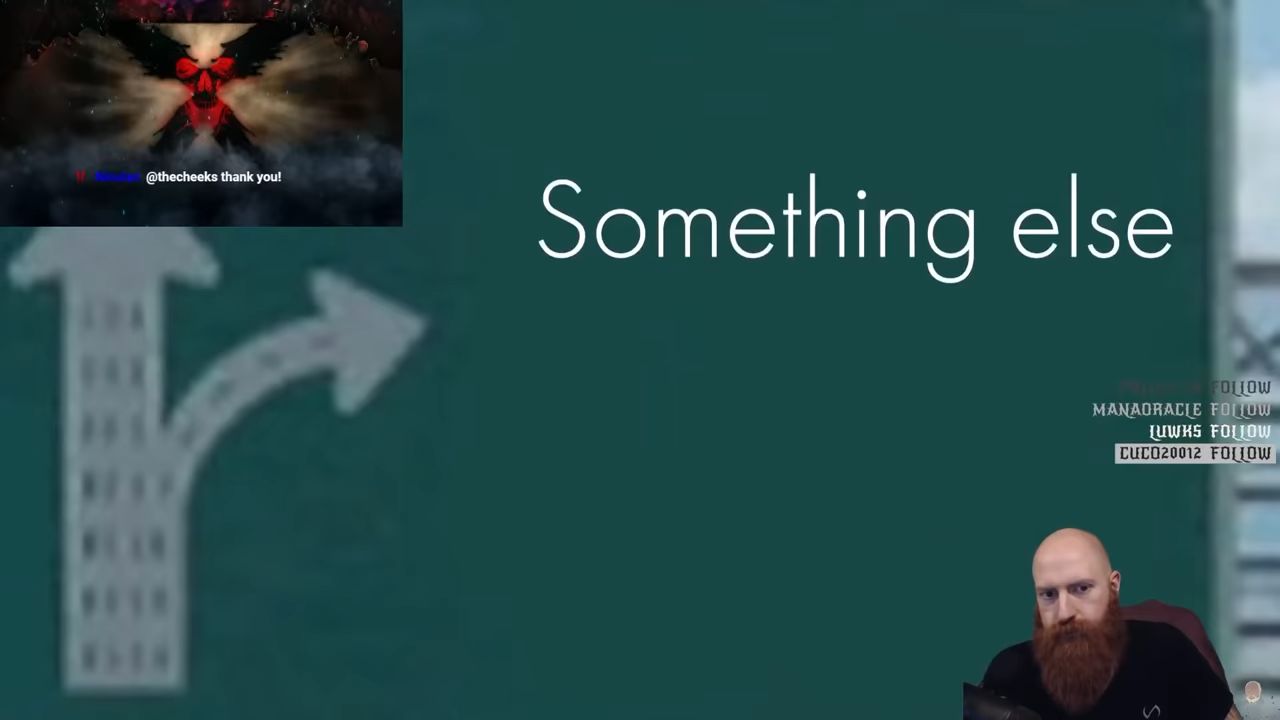 @thecheeks thank you!
Something else
FOLLOW
MANAORACLE FOLLOW
LUWKS FOLLOW
CUCO20012 FOLLOW